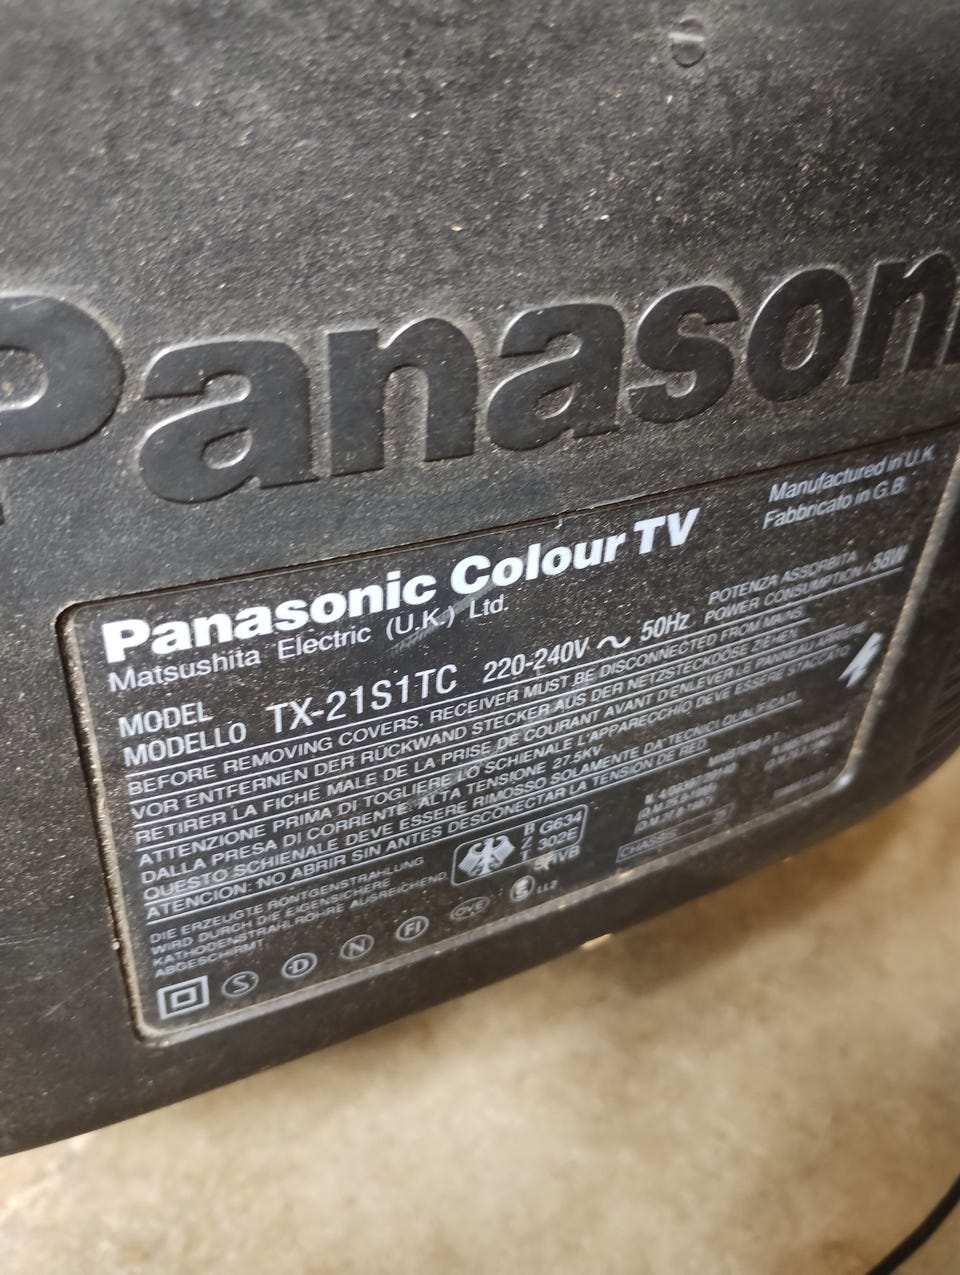 Panason
Panasonic Colour TV
Manufactured in U.K.
Fabbricato in G.B.
Matsushita Electric (U.K.) Ltd.
MODEL
MODELLO TX-21S1TC 220-240V ~ 50Hz
POTENZA ASSORBITA
POWER CONSUMPTION 58W
BEFORE REMOVING COVERS, RECEIVER MUST BE DISCONNECTED FROM MAINS.
VOR ENTFERNEN DER RÜCKWAND STECKER AUS DER NETZSTECKDOSE ZIEHEN.
RETIRER LA FICHE MALE DE LA PRISE DE COURANT AVANT D'ENLEVER LE PANNEAU ARRIERE
ATTENZIONE PRIMA DI TOGLIERE LO SCHIENALE L'APPARECCHIO DEVE ESSERE STACCATO
DALLA PRESA DI CORRENTE. ALTA TENSIONE 27,5KV.
QUESTO SCHIENALE DEVE ESSERE RIMOSSO SOLAMENTE DA TECNICI QUALIFICATI.
ATENCION: NO ABRIR SIN ANTES DESCONECTAR LA TENSION DE RED
DIE ERZEUGTE RÖNTGENSTRAHLUNG
WIRD DURCH DIE EIGENSICHERE
KATHODENSTRAHLROHRE AUSREICHEND
ABGESCHIRMT.
B G634
Z 302E
T
CHASSIS
S D N FI OVE LL2